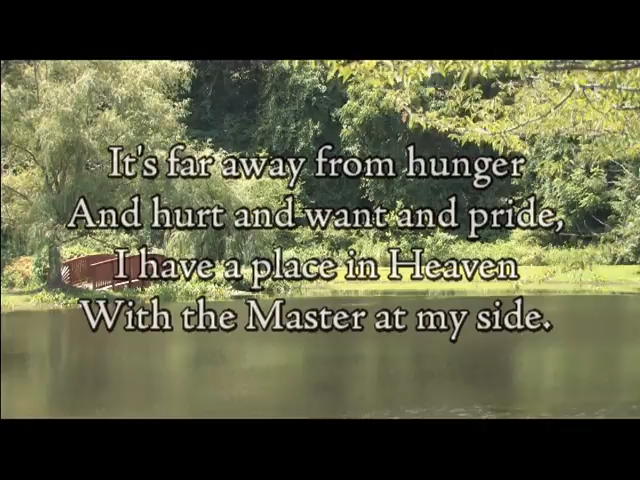 It's far away from hunger
And hurt and want and pride,
I have a place in Heaven
With the Master at my side.